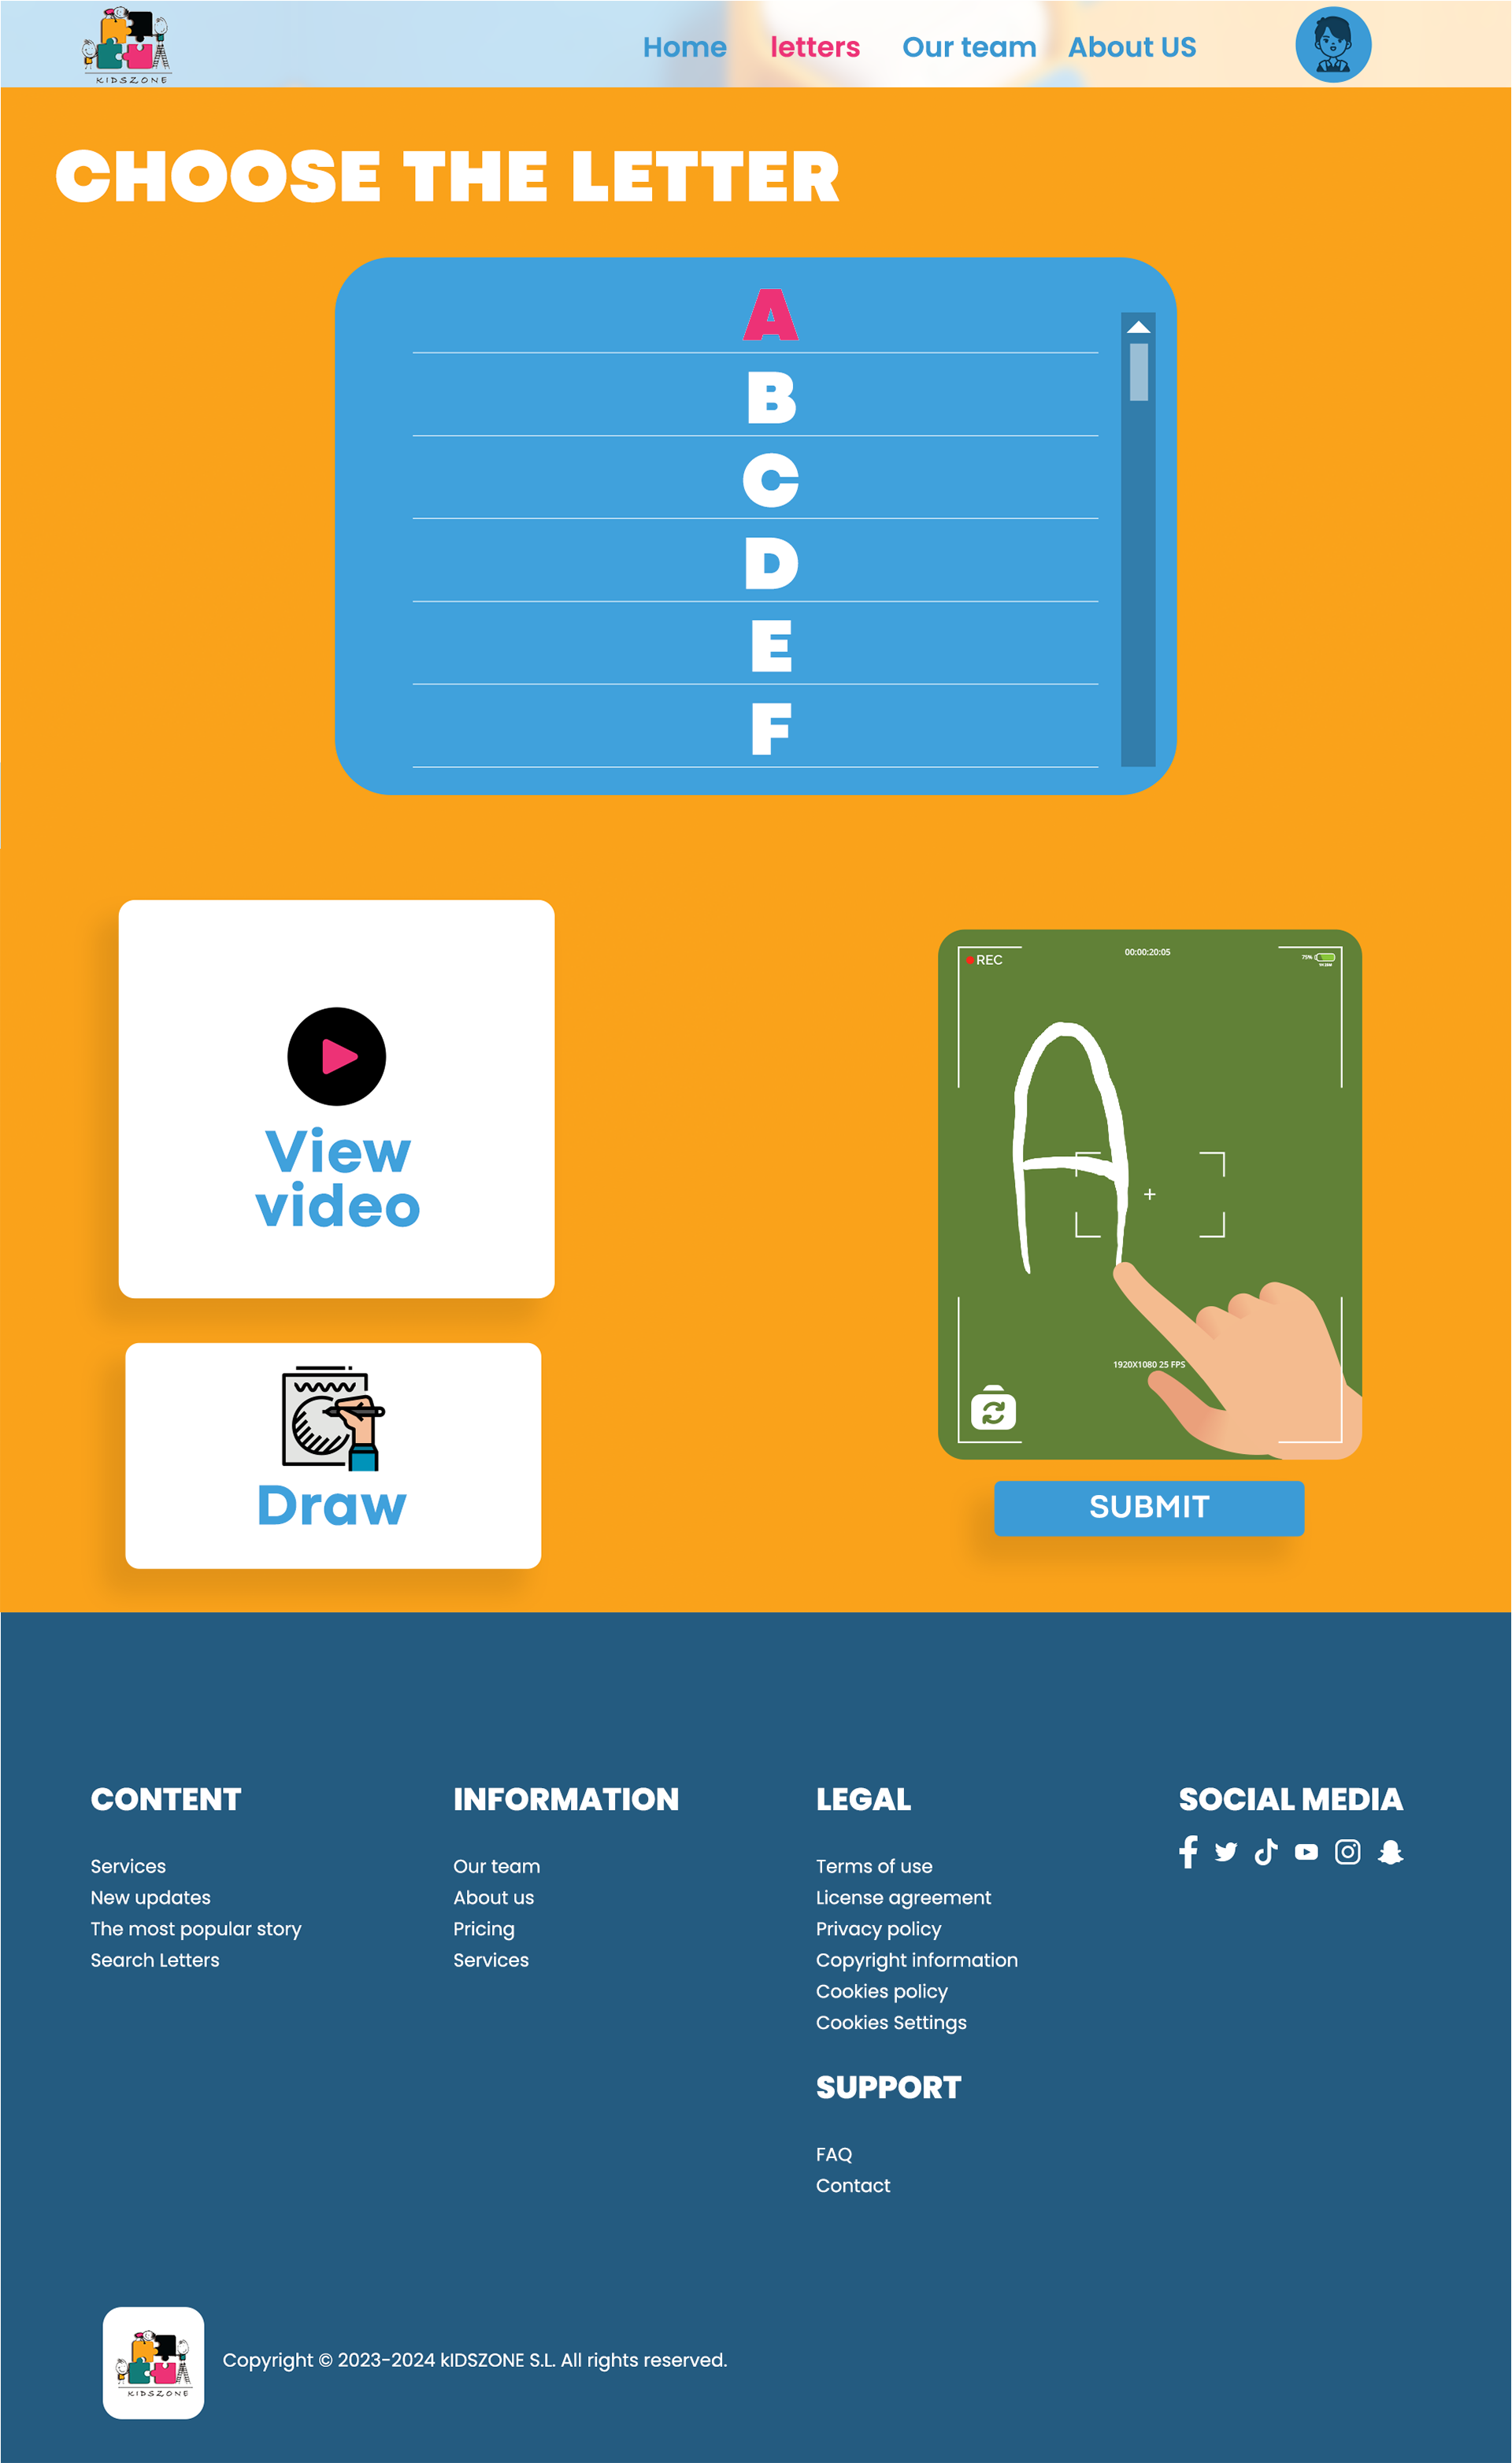 KIDSZONE
Home letters Our team About US
CHOOSE THE LETTER
A
B
C
D
E
F
View
video
Draw
REC
00:00:20:05
75%
A
1920X1080 25 FPS
SUBMIT
CONTENT
Services
New updates
The most popular story
Search Letters
INFORMATION
Our team
About us
Pricing
Services
LEGAL
Terms of use
License agreement
Privacy policy
Copyright information
Cookies policy
Cookies Settings
SUPPORT
FAQ
Contact
SOCIAL MEDIA
KIDSZONE
Copyright © 2023-2024 kIDSZONE S.L. All rights reserved.